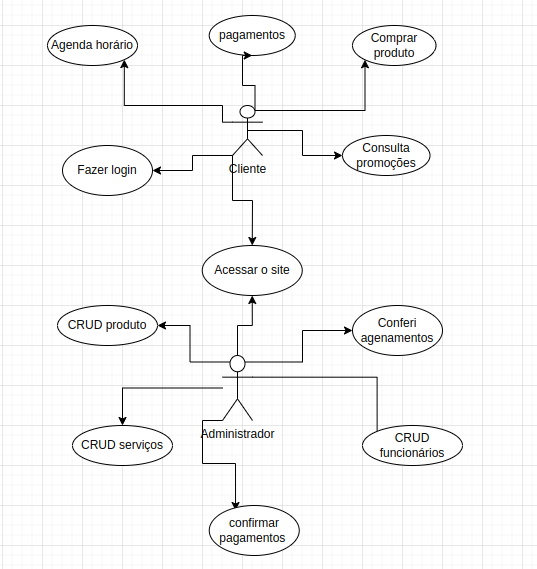 pagamentos
Agenda horário
Comprar
produto
Consulta
promoções
Fazer login
Cliente
Acessar o site
CRUD produto
Conferi
agenamentos
Administrador
CRUD serviços
CRUD
funcionários
confirmar
pagamentos